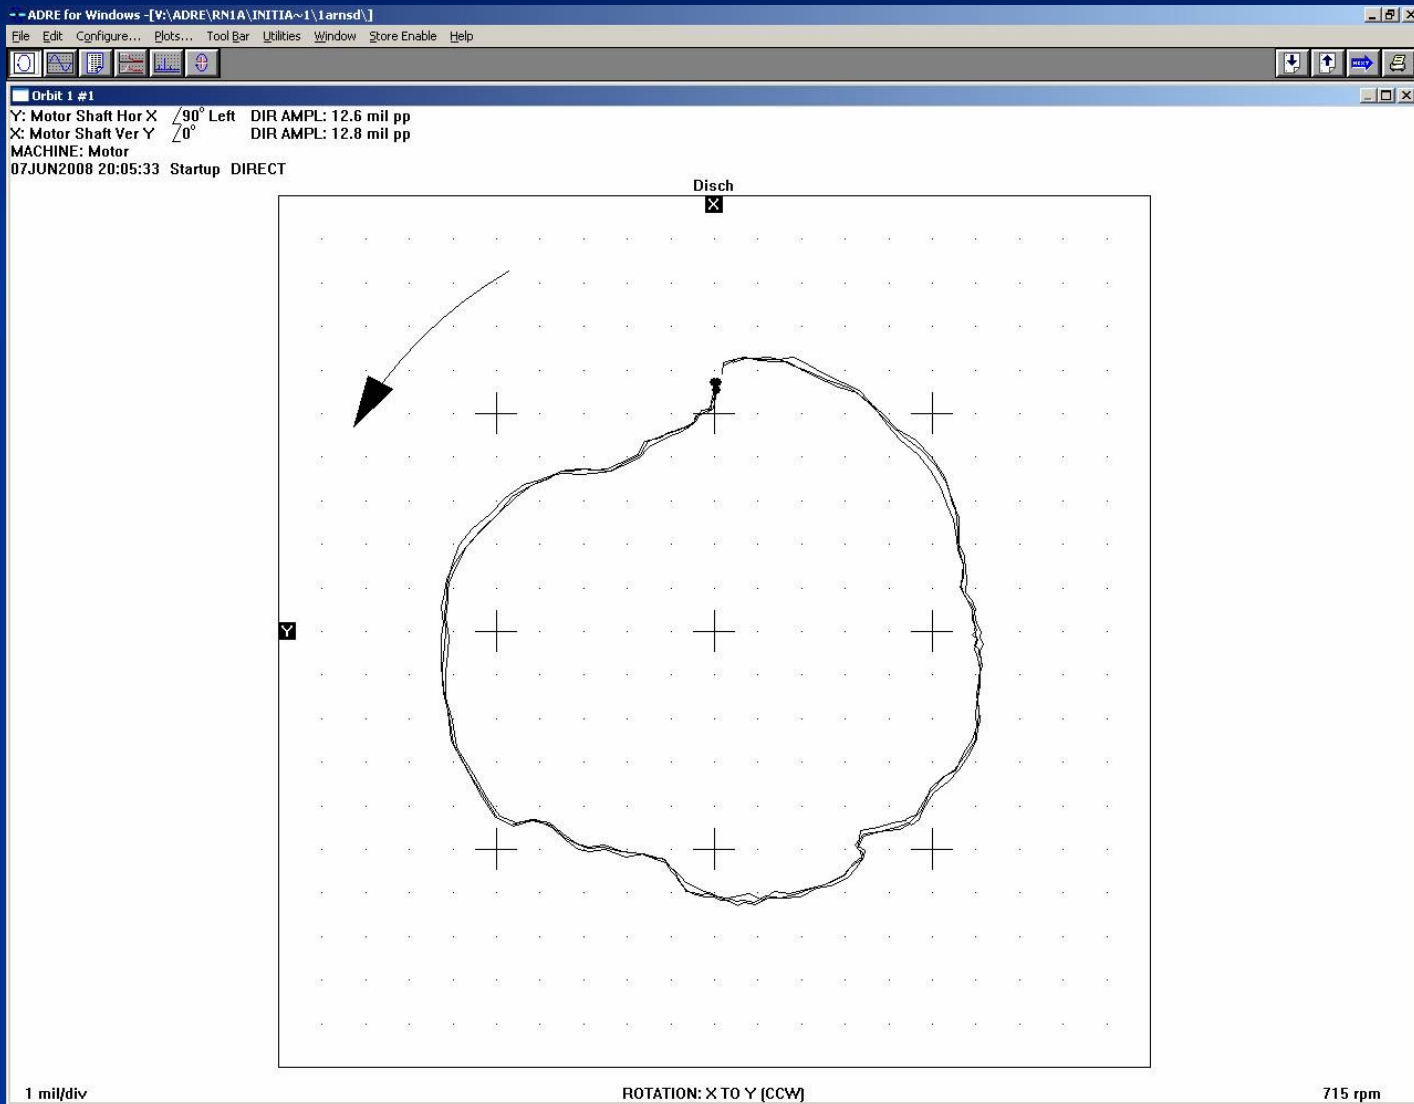 ADRE for Windows -[V:\ADRE\RN1A\INITIA~1\1arnsd\]
File Edit Configure... Plots... Tool Bar Utilities Window Store Enable Help
NEXT
Orbit 1 #1
Y: Motor Shaft Hor X ∠90° Left DIR AMPL: 12.6 mil pp
X: Motor Shaft Ver Y ∠0° DIR AMPL: 12.8 mil pp
MACHINE: Motor
07JUN2008 20:05:33 Startup DIRECT
Disch
X
Y
1 mil/div ROTATION: X TO Y (CCW) 715 rpm